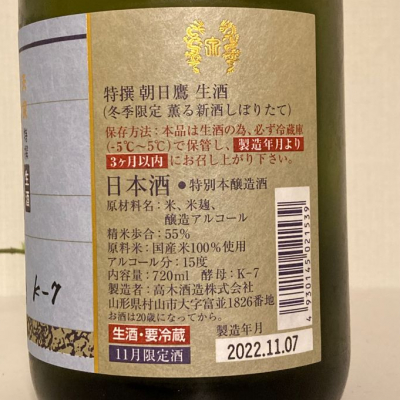 特撰 朝日鷹 生酒
(冬季限定 薫る新酒しぼりたて)
保存方法:本品は生酒の為、必ず冷蔵庫
(-5℃~5℃)で保管し、製造年月より
3ヶ月以内にお召し上がり下さい。
日本酒 ●特別本醸造酒
原材料名:米、米麹、
醸造アルコール
精米歩合:55%
原料米:国産米100%使用
アルコール分:15度
内容量:720ml 酵母:K-7
製造者:高木酒造株式会社
山形県村山市大字富並1826番地
お酒は20歳になってから。
生酒・要冷蔵
11月限定酒
製造年月
2022.11.07
4930145021539
K-7